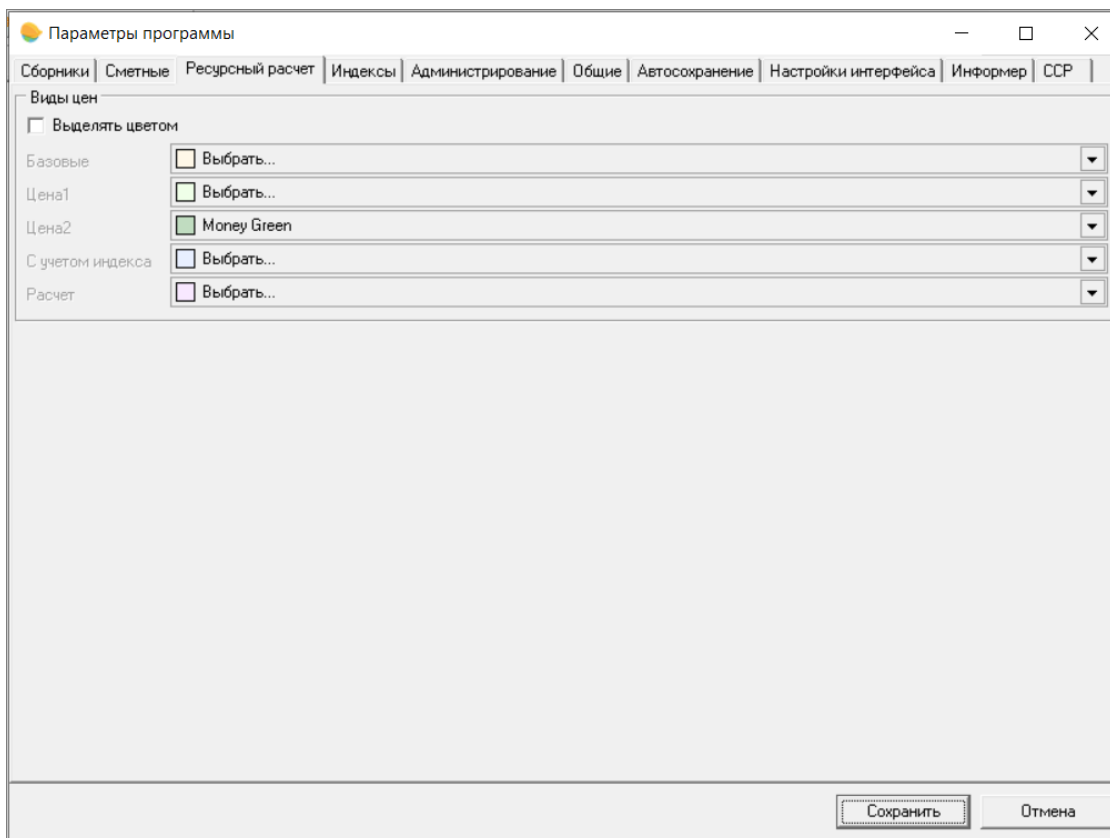 Параметры программы
Сборники Сметные Ресурсный расчет Индексы Администрирование Общие Автосохранение Настройки интерфейса Информер ССР
Виды цен
Выделять цветом
Базовые Выбрать...
Цена1 Выбрать...
Цена2 Money Green
С учетом индекса Выбрать...
Расчет Выбрать...
Сохранить Отмена